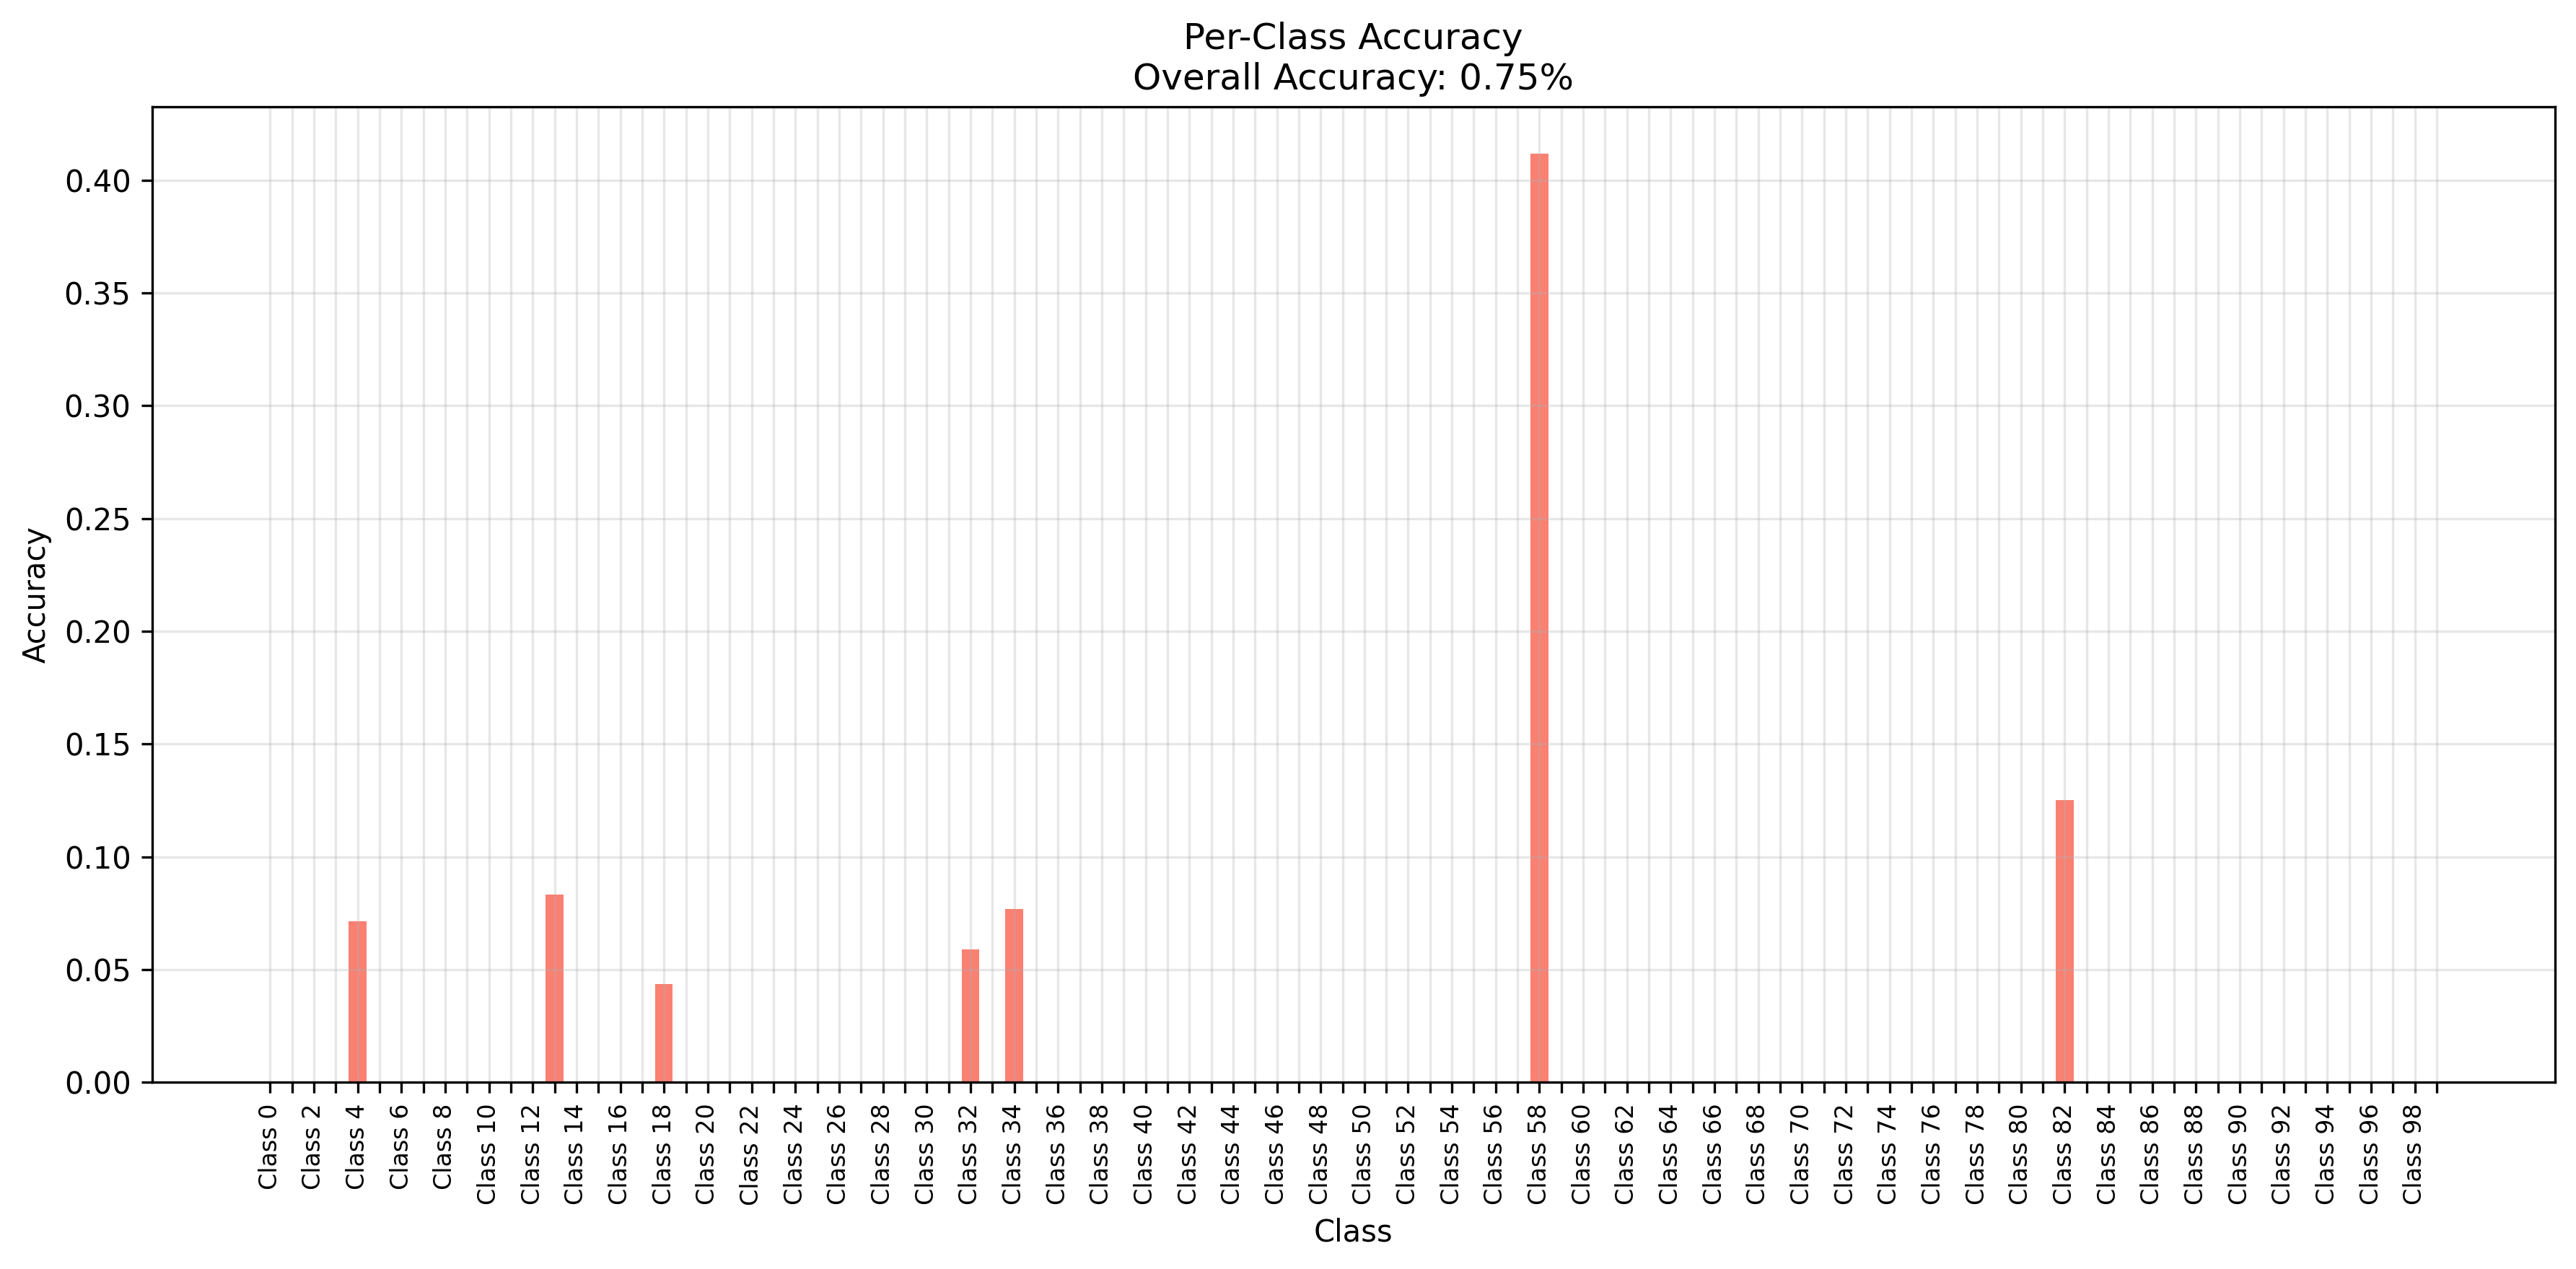 Per-Class Accuracy
Overall Accuracy: 0.75%
Accuracy
0.40
0.35
0.30
0.25
0.20
0.15
0.10
0.05
0.00
Class 0
Class 2
Class 4
Class 6
Class 8
Class 10
Class 12
Class 14
Class 16
Class 18
Class 20
Class 22
Class 24
Class 26
Class 28
Class 30
Class 32
Class 34
Class 36
Class 38
Class 40
Class 42
Class 44
Class 46
Class 48
Class 50
Class 52
Class 54
Class 56
Class 58
Class 60
Class 62
Class 64
Class 66
Class 68
Class 70
Class 72
Class 74
Class 76
Class 78
Class 80
Class 82
Class 84
Class 86
Class 88
Class 90
Class 92
Class 94
Class 96
Class 98
Class